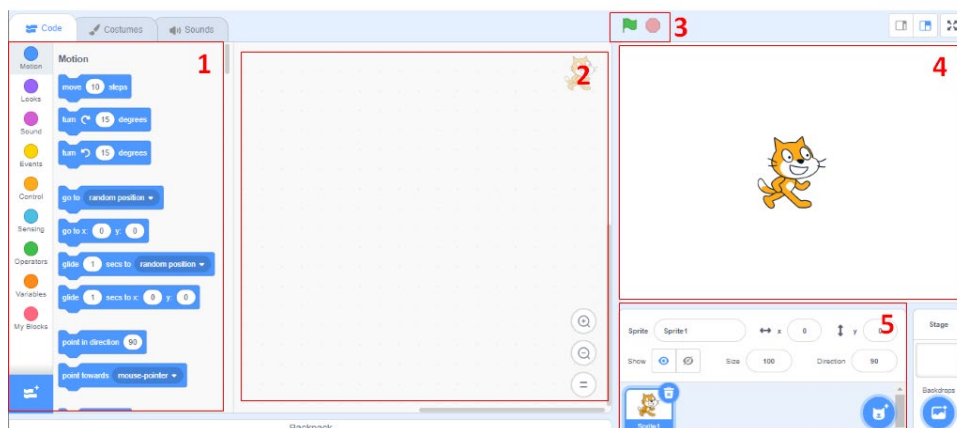 Code Costumes Sounds
3
Motion
Looks
Sound
Events
Control
Sensing
Operators
Variables
My Blocks
Motion
1
move 10 steps
turn 15 degrees
turn 15 degrees
go to random position
go to x: 0 y: 0
glide 1 secs to random position
glide 1 secs to x: 0 y: 0
point in direction 90
point towards mouse-pointer
2
4
5
Sprite Sprite1 x 0 y
Show Size 100 Direction 90
Sprite1
Stage
Backdrops
Backpack